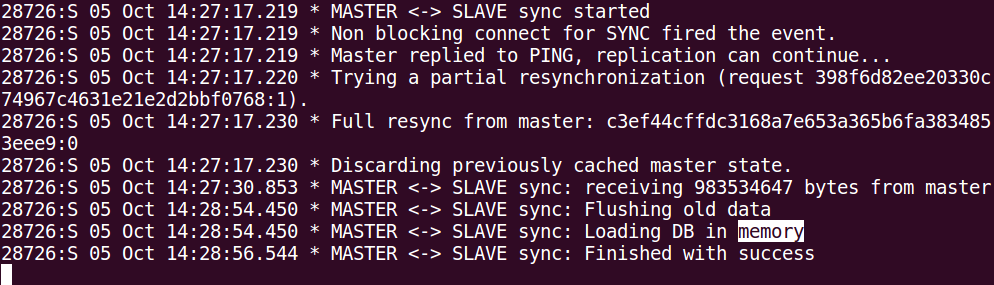 28726:S 05 Oct 14:27:17.219 * MASTER <-> SLAVE sync started
28726:S 05 Oct 14:27:17.219 * Non blocking connect for SYNC fired the event.
28726:S 05 Oct 14:27:17.219 * Master replied to PING, replication can continue...
28726:S 05 Oct 14:27:17.220 * Trying a partial resynchronization (request 398f6d82ee20330c
74967c4631e21e2d2bbf0768:1).
28726:S 05 Oct 14:27:17.230 * Full resync from master: c3ef44cffdc3168a7e653a365b6fa383485
3eee9:0
28726:S 05 Oct 14:27:17.230 * Discarding previously cached master state.
28726:S 05 Oct 14:27:30.853 * MASTER <-> SLAVE sync: receiving 983534647 bytes from master
28726:S 05 Oct 14:28:54.450 * MASTER <-> SLAVE sync: Flushing old data
28726:S 05 Oct 14:28:54.450 * MASTER <-> SLAVE sync: Loading DB in memory
28726:S 05 Oct 14:28:56.544 * MASTER <-> SLAVE sync: Finished with success